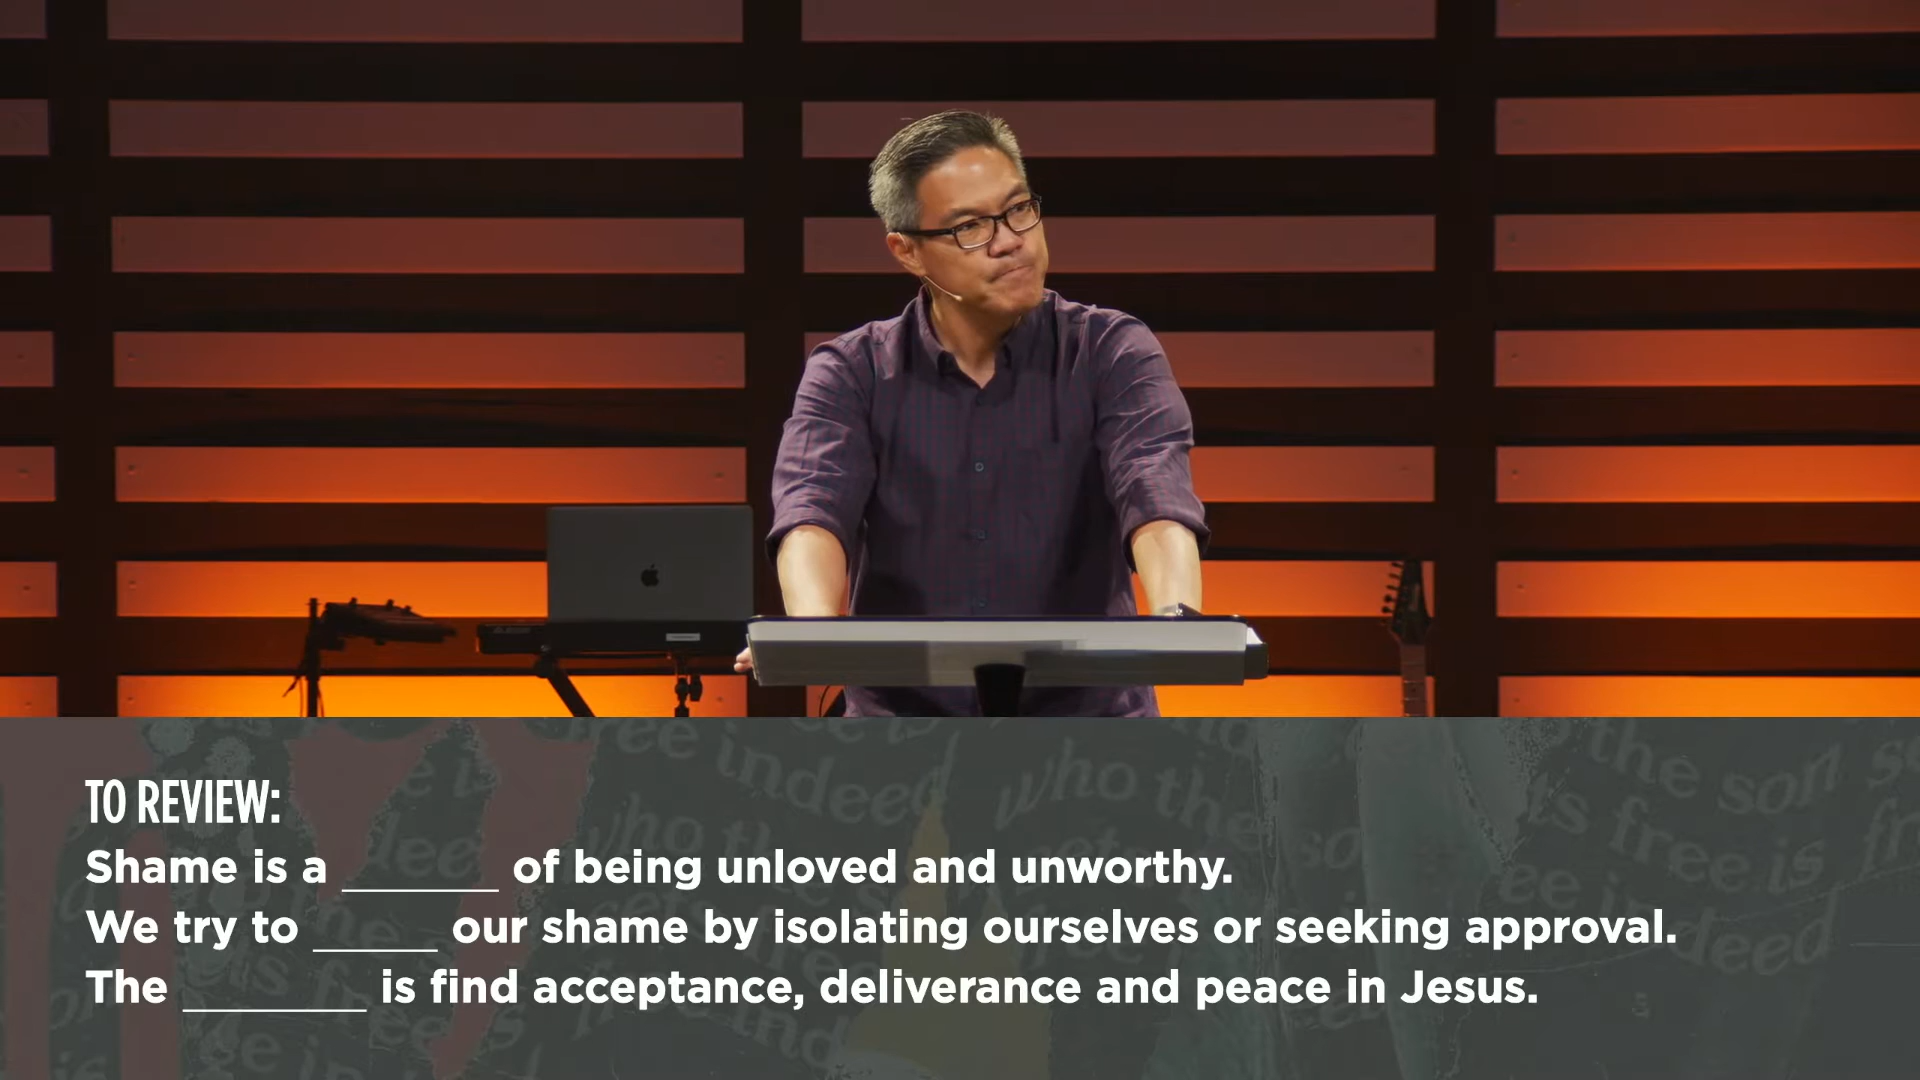 TO REVIEW:
Shame is a _______ of being unloved and unworthy.
We try to ______ our shame by isolating ourselves or seeking approval.
The ________ is find acceptance, deliverance and peace in Jesus.